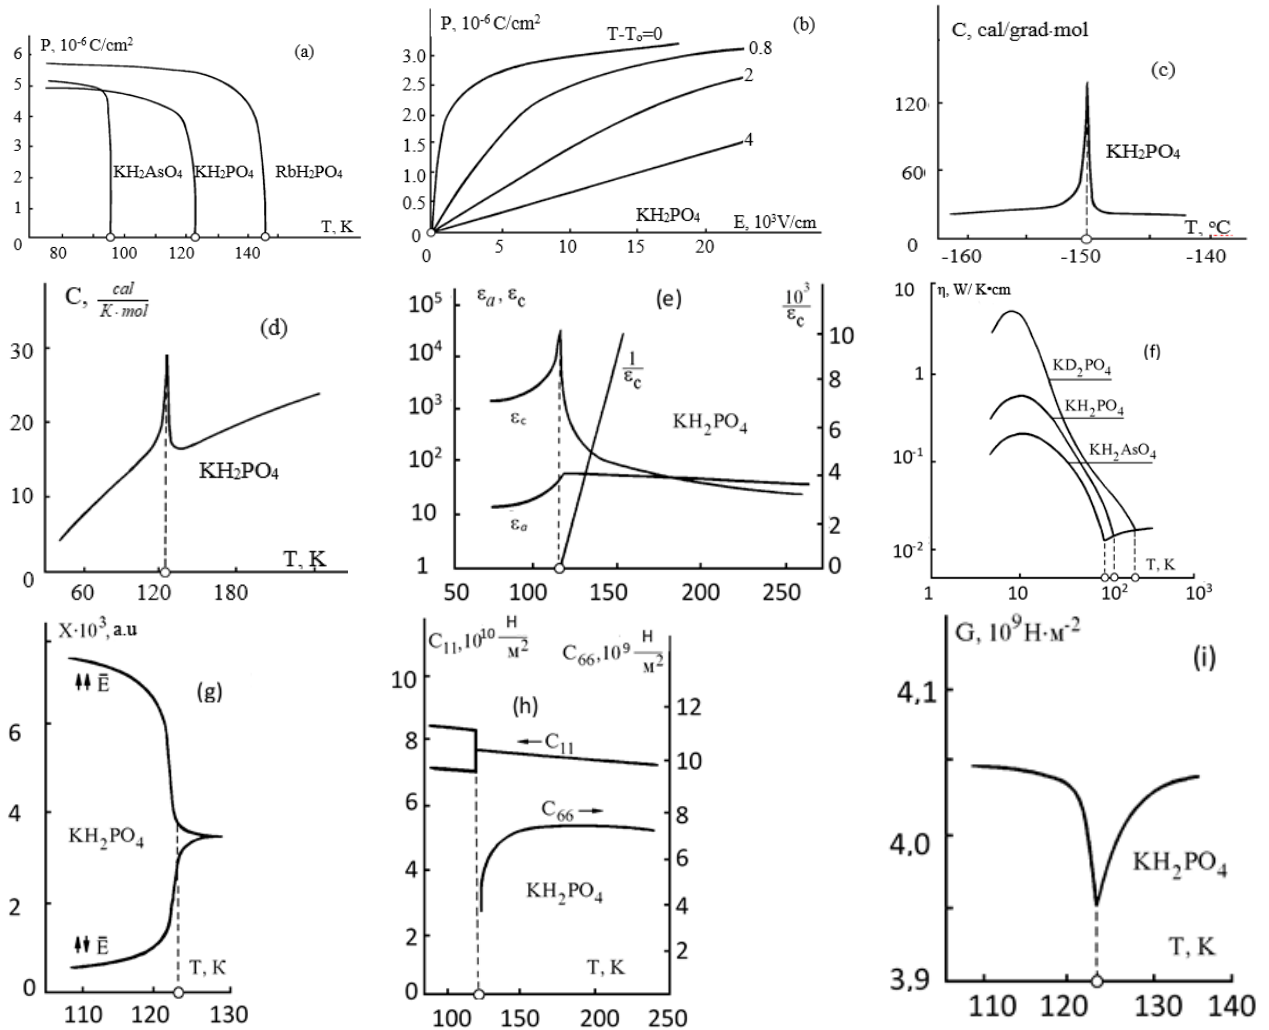 P, 10⁻⁶ C/cm²
(a)
6
5
4
3
2
1
0
KH₂AsO₄
KH₂PO₄
RbH₂PO₄
T, K
80
100
120
140
P, 10⁻⁶ C/cm²
(b)
T-Tₒ=0
0.8
2
4
3.0
2.5
2.0
1.5
1.0
0.5
0
KH₂PO₄
E, 10³V/cm
0
5
10
15
20
C, cal/grad·mol
(c)
120
60
0
KH₂PO₄
T, °C
-160
-150
-140
C, cal
K · mol
(d)
30
20
10
0
KH₂PO₄
T, K
60
120
180
εₐ, ε꜀
(e)
10³
ε꜀
10⁵
10⁴
10³
10²
10
1
10
8
6
4
2
0
1
ε꜀
ε꜀
KH₂PO₄
εₐ
50
100
150
200
250
η, W/ K•cm
(f)
10
1
10⁻¹
10⁻²
KD₂PO₄
KH₂PO₄
KH₂AsO₄
T, K
1
10
10²
10³
X·10³, a.u
(g)
↑↑ Ē
6
4
2
0
KH₂PO₄
↑↓ Ē
T, K
110
120
130
C₁₁,10¹⁰ Н
м²
C₆₆,10⁹ Н
м²
(h)
10
8
6
4
2
0
12
10
8
6
4
2
← C₁₁
C₆₆ →
KH₂PO₄
T, K
100
150
200
250
G, 10⁹Н·м⁻²
(i)
4,1
4,0
3,9
KH₂PO₄
T, K
110
120
130
140